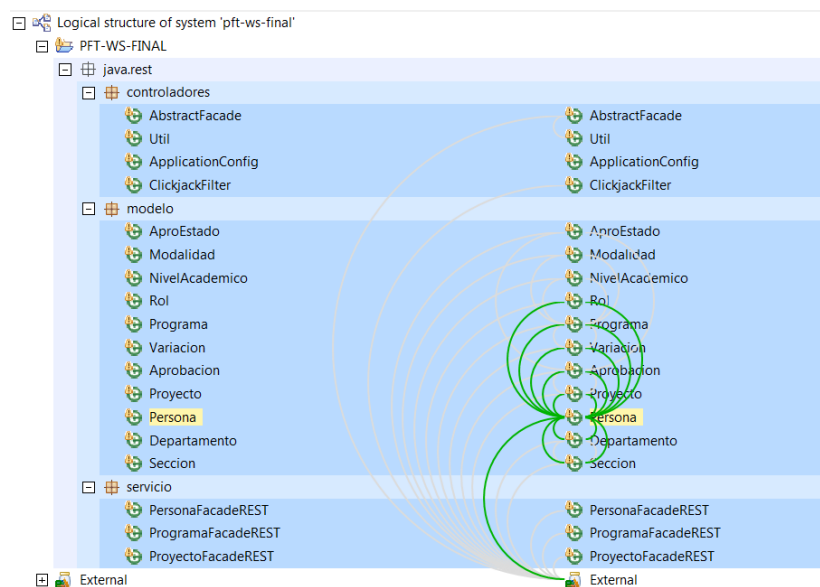 Logical structure of system 'pft-ws-final'
PFT-WS-FINAL
java.rest
controladores
AbstractFacade AbstractFacade
Util Util
ApplicationConfig ApplicationConfig
ClickjackFilter ClickjackFilter
modelo
AproEstado AproEstado
Modalidad Modalidad
NivelAcademico NivelAcademico
Rol Rol
Programa Programa
Variacion Variacion
Aprobacion Aprobacion
Proyecto Proyecto
Persona Persona
Departamento Departamento
Seccion Seccion
servicio
PersonaFacadeREST PersonaFacadeREST
ProgramaFacadeREST ProgramaFacadeREST
ProyectoFacadeREST ProyectoFacadeREST
External External